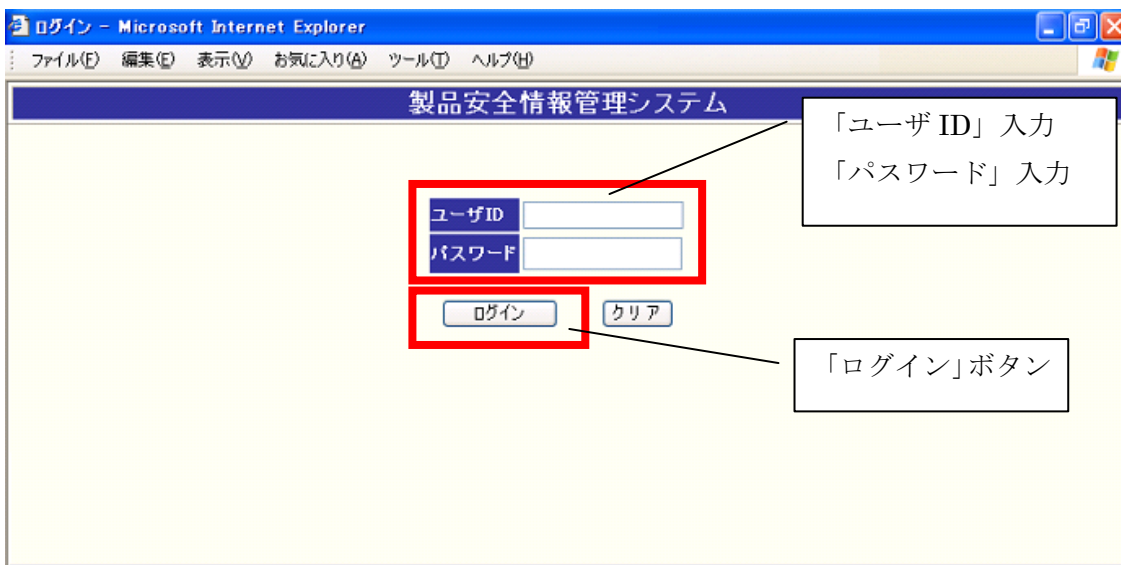 ログイン - Microsoft Internet Explorer
ファイル(F) 編集(E) 表示(V) お気に入り(A) ツール(T) ヘルプ(H)
製品安全情報管理システム
「ユーザ ID」入力
「パスワード」入力
ユーザID
パスワード
ログイン クリア
「ログイン」ボタン